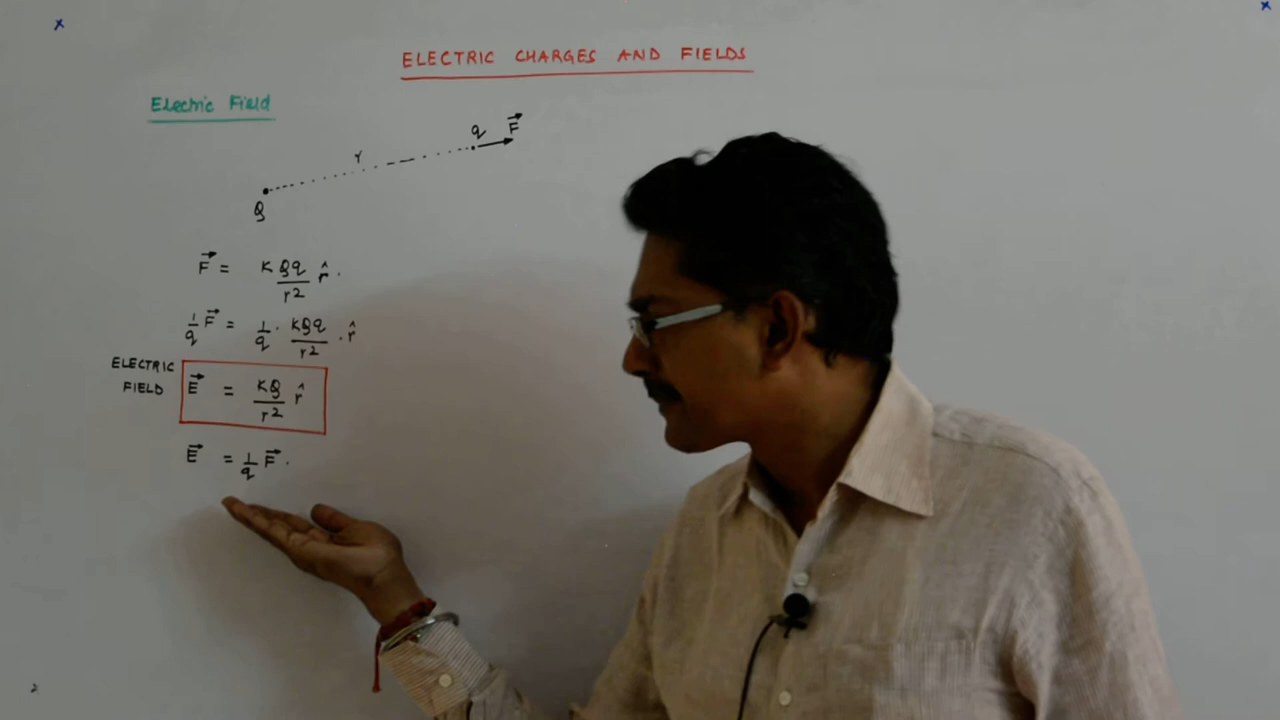 ELECTRIC CHARGES AND FIELDS
Electric Field
q F⃗
r
Q
F⃗ = KQq/r2 r̂.
1/q F⃗ = 1/q · KQq/r2 · r̂
ELECTRIC FIELD E⃗ = KQ/r2 r̂
E⃗ = 1/q F⃗.